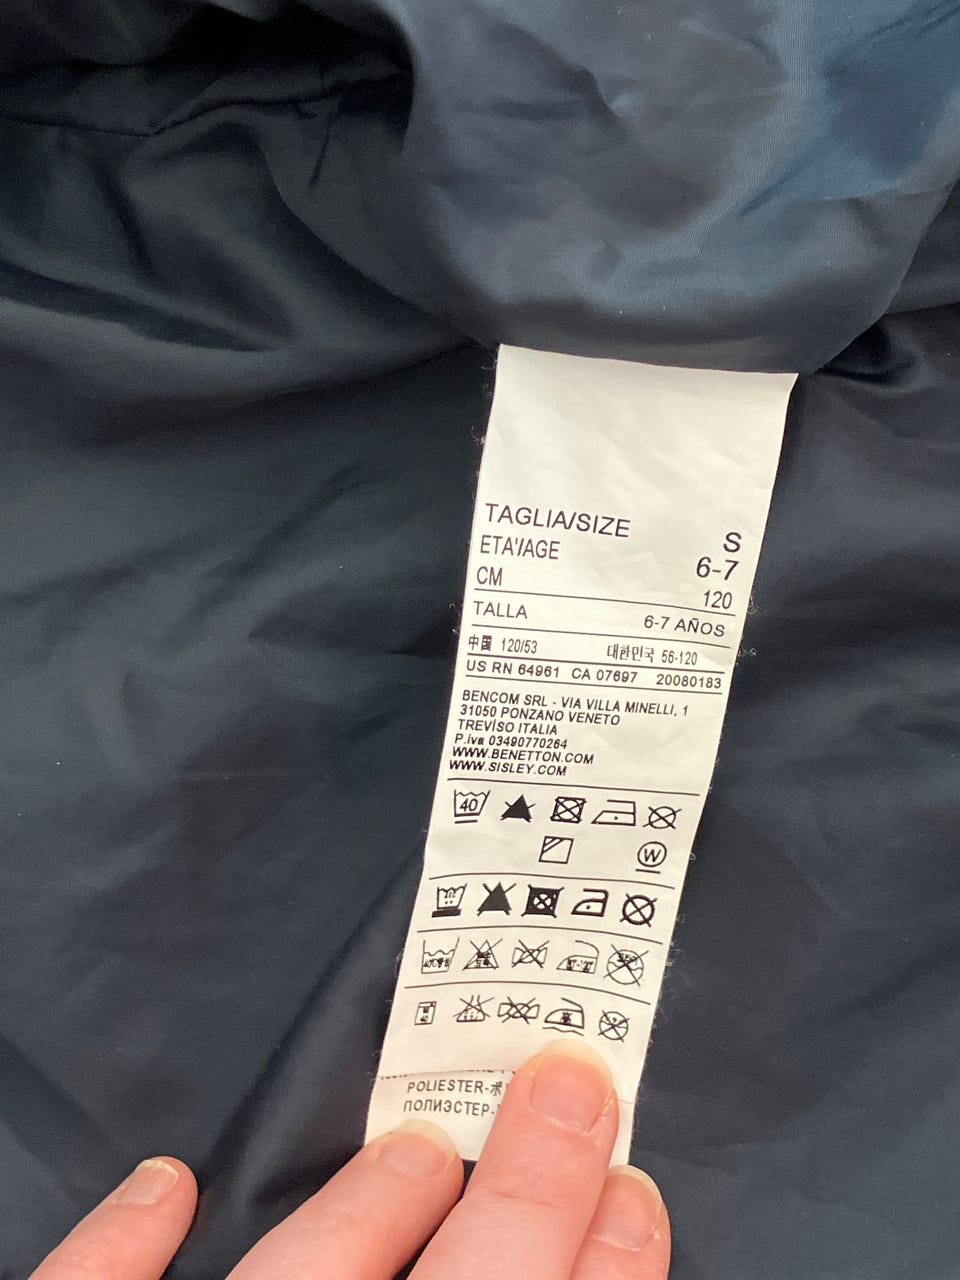 TAGLIA/SIZE S
ETA'/AGE 6-7
CM 120
TALLA 6-7 AÑOS
中国 120/53 대한민국 56-120
US RN 64961 CA 07697 20080183
BENCOM SRL - VIA VILLA MINELLI, 1
31050 PONZANO VENETO
TREVISO ITALIA
P.iva 03490770264
WWW.BENETTON.COM
WWW.SISLEY.COM
40
W
POLIESTER-
ПОЛИЭСТЕР-